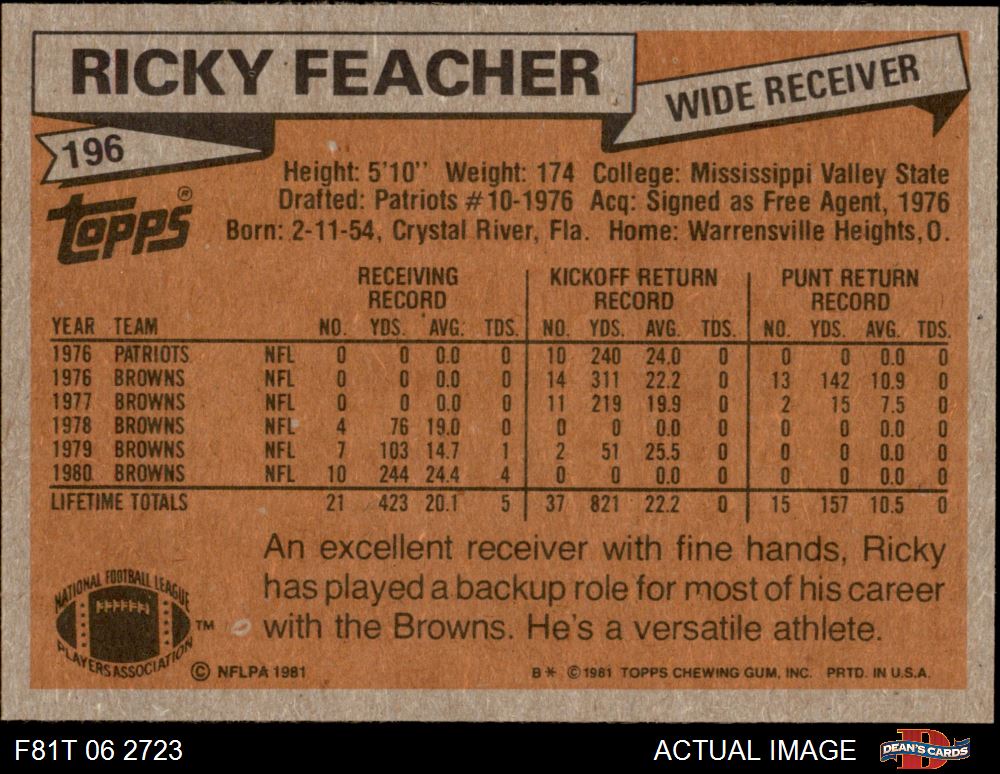 RICKY FEACHER
WIDE RECEIVER
196
TOPPS®
Height: 5'10'' Weight: 174 College: Mississippi Valley State
Drafted: Patriots #10-1976 Acq: Signed as Free Agent, 1976
Born: 2-11-54, Crystal River, Fla. Home: Warrensville Heights, O.
RECEIVING RECORD KICKOFF RETURN RECORD PUNT RETURN RECORD
YEAR TEAM NO. YDS. AVG. TDS. NO. YDS. AVG. TDS. NO. YDS. AVG. TDS.
1976 PATRIOTS NFL 0 0 0.0 0 10 240 24.0 0 0 0 0.0 0
1976 BROWNS NFL 0 0 0.0 0 14 311 22.2 0 13 142 10.9 0
1977 BROWNS NFL 0 0 0.0 0 11 219 19.9 0 2 15 7.5 0
1978 BROWNS NFL 4 76 19.0 0 0 0 0.0 0 0 0 0.0 0
1979 BROWNS NFL 7 103 14.7 1 2 51 25.5 0 0 0 0.0 0
1980 BROWNS NFL 10 244 24.4 4 0 0 0.0 0 0 0 0.0 0
LIFETIME TOTALS 21 423 20.1 5 37 821 22.2 0 15 157 10.5 0
An excellent receiver with fine hands, Ricky
has played a backup role for most of his career
with the Browns. He's a versatile athlete.
NATIONAL FOOTBALL LEAGUE
PLAYERS ASSOCIATION ™
© NFLPA 1981
B* © 1981 TOPPS CHEWING GUM, INC. PRTD. IN U.S.A.
F81T 06 2723
ACTUAL IMAGE
DEAN'S CARDS